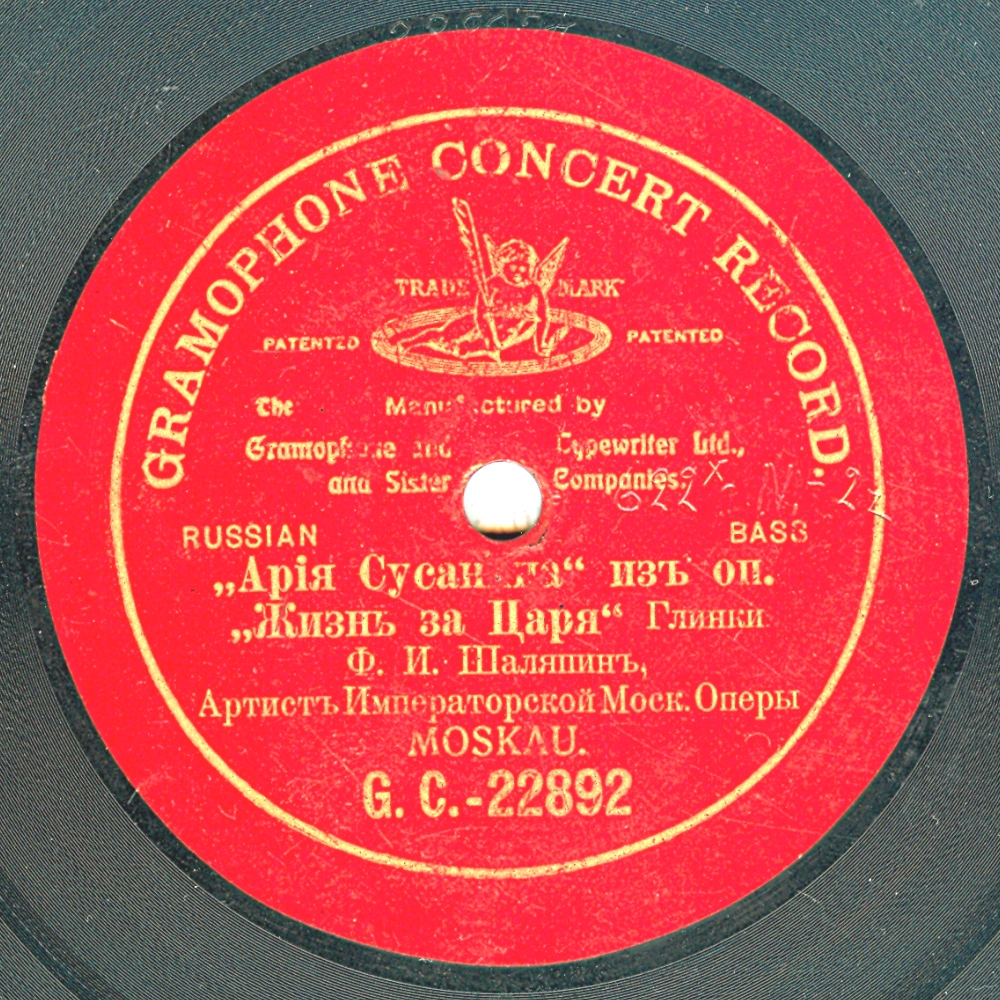 GRAMOPHONE CONCERT RECORD.
TRADE MARK
PATENTED PATENTED
The Manufactured by
Gramophone and Typewriter Ltd.,
and Sister Companies.
RUSSIAN BASS
„Арія Сусанина“ изъ оп.
„Жизнь за Царя“ Глинки
Ф. И. Шаляпинъ,
Артистъ Императорской Моск. Оперы
MOSKAU.
G. C.-22892